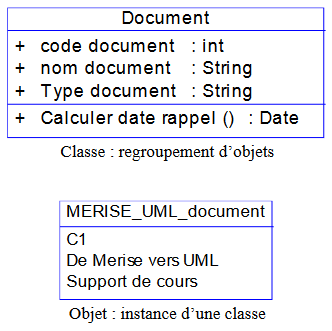 Document
+ code document : int
+ nom document : String
+ Type document : String
+ Calculer date rappel () : Date
Classe : regroupement d'objets
MERISE_UML_document
C1
De Merise vers UML
Support de cours
Objet : instance d'une classe